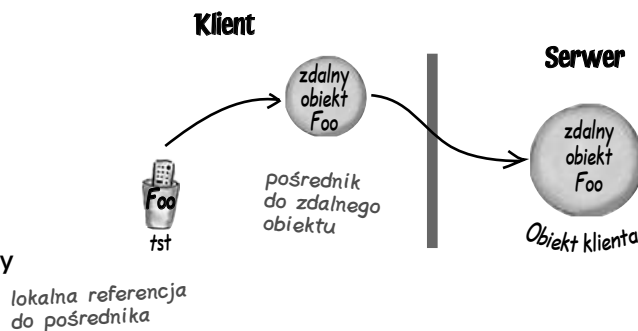 Klient
Serwer
zdalny
obiekt
Foo
zdalny
obiekt
Foo
Foo
tst
pośrednik
do zdalnego
obiektu
Obiekt klienta
y
lokalna referencja
do pośrednika